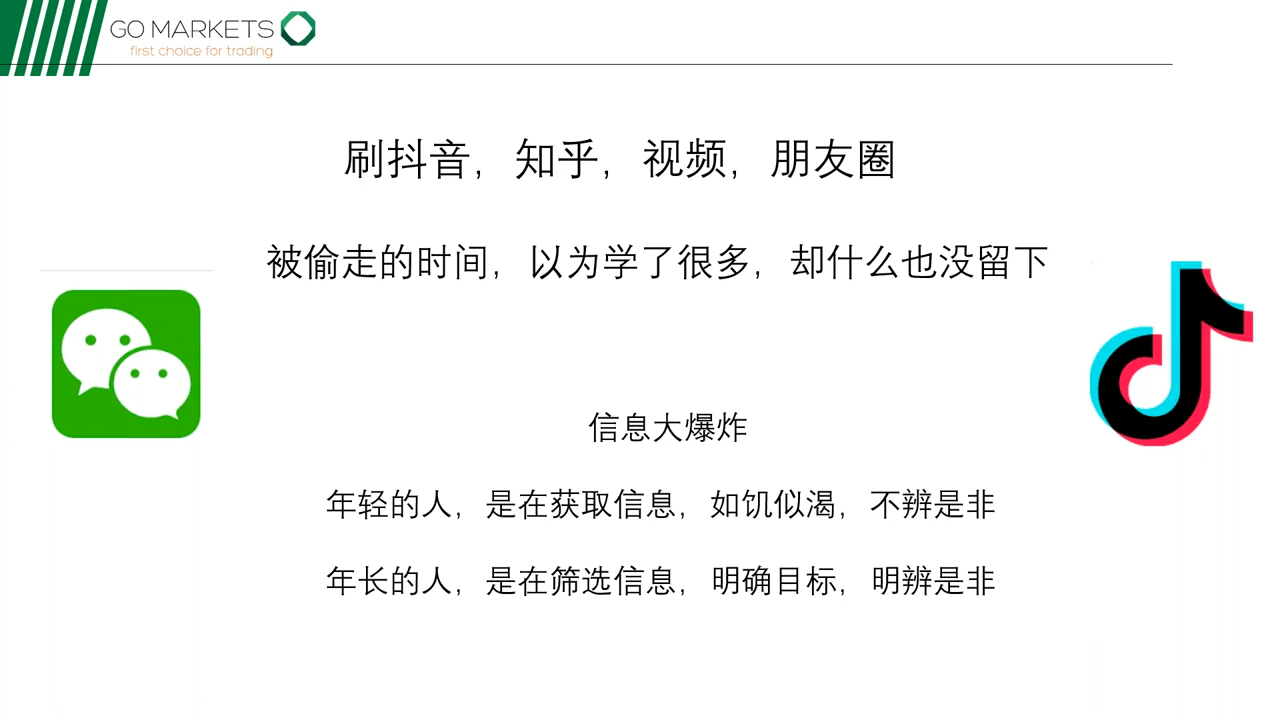 GO MARKETS
first choice for trading
刷抖音，知乎，视频，朋友圈
被偷走的时间，以为学了很多，却什么也没留下
信息大爆炸
年轻的人，是在获取信息，如饥似渴，不辨是非
年长的人，是在筛选信息，明确目标，明辨是非